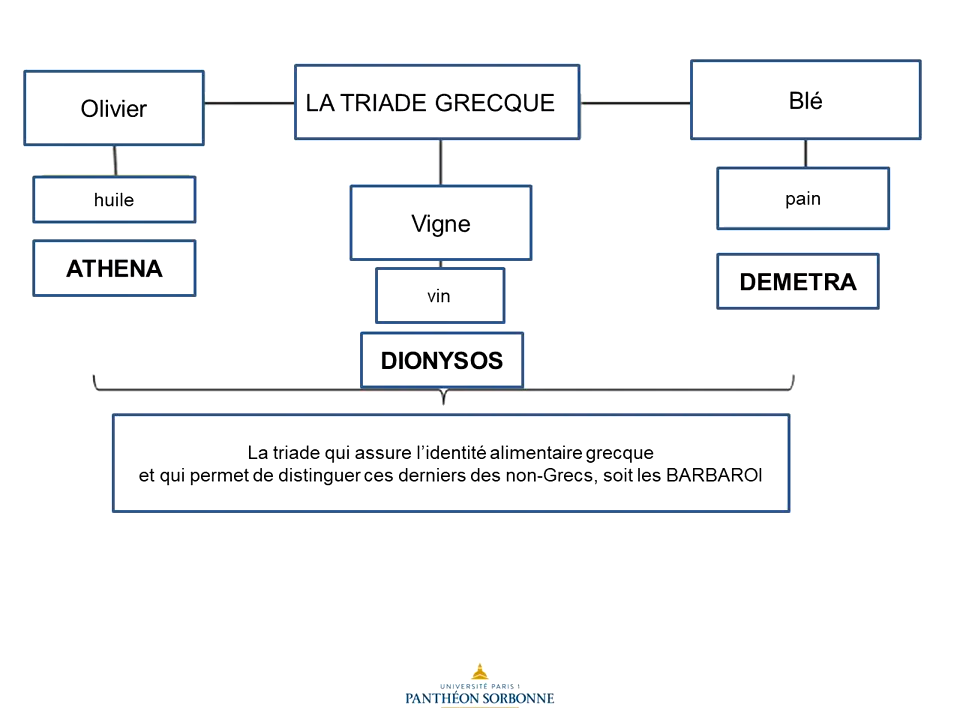 LA TRIADE GRECQUE
Olivier
huile
ATHENA
Vigne
vin
DIONYSOS
Blé
pain
DEMETRA
La triade qui assure l’identité alimentaire grecque
et qui permet de distinguer ces derniers des non-Grecs, soit les BARBAROI
UNIVERSITÉ PARIS 1
PANTHÉON SORBONNE